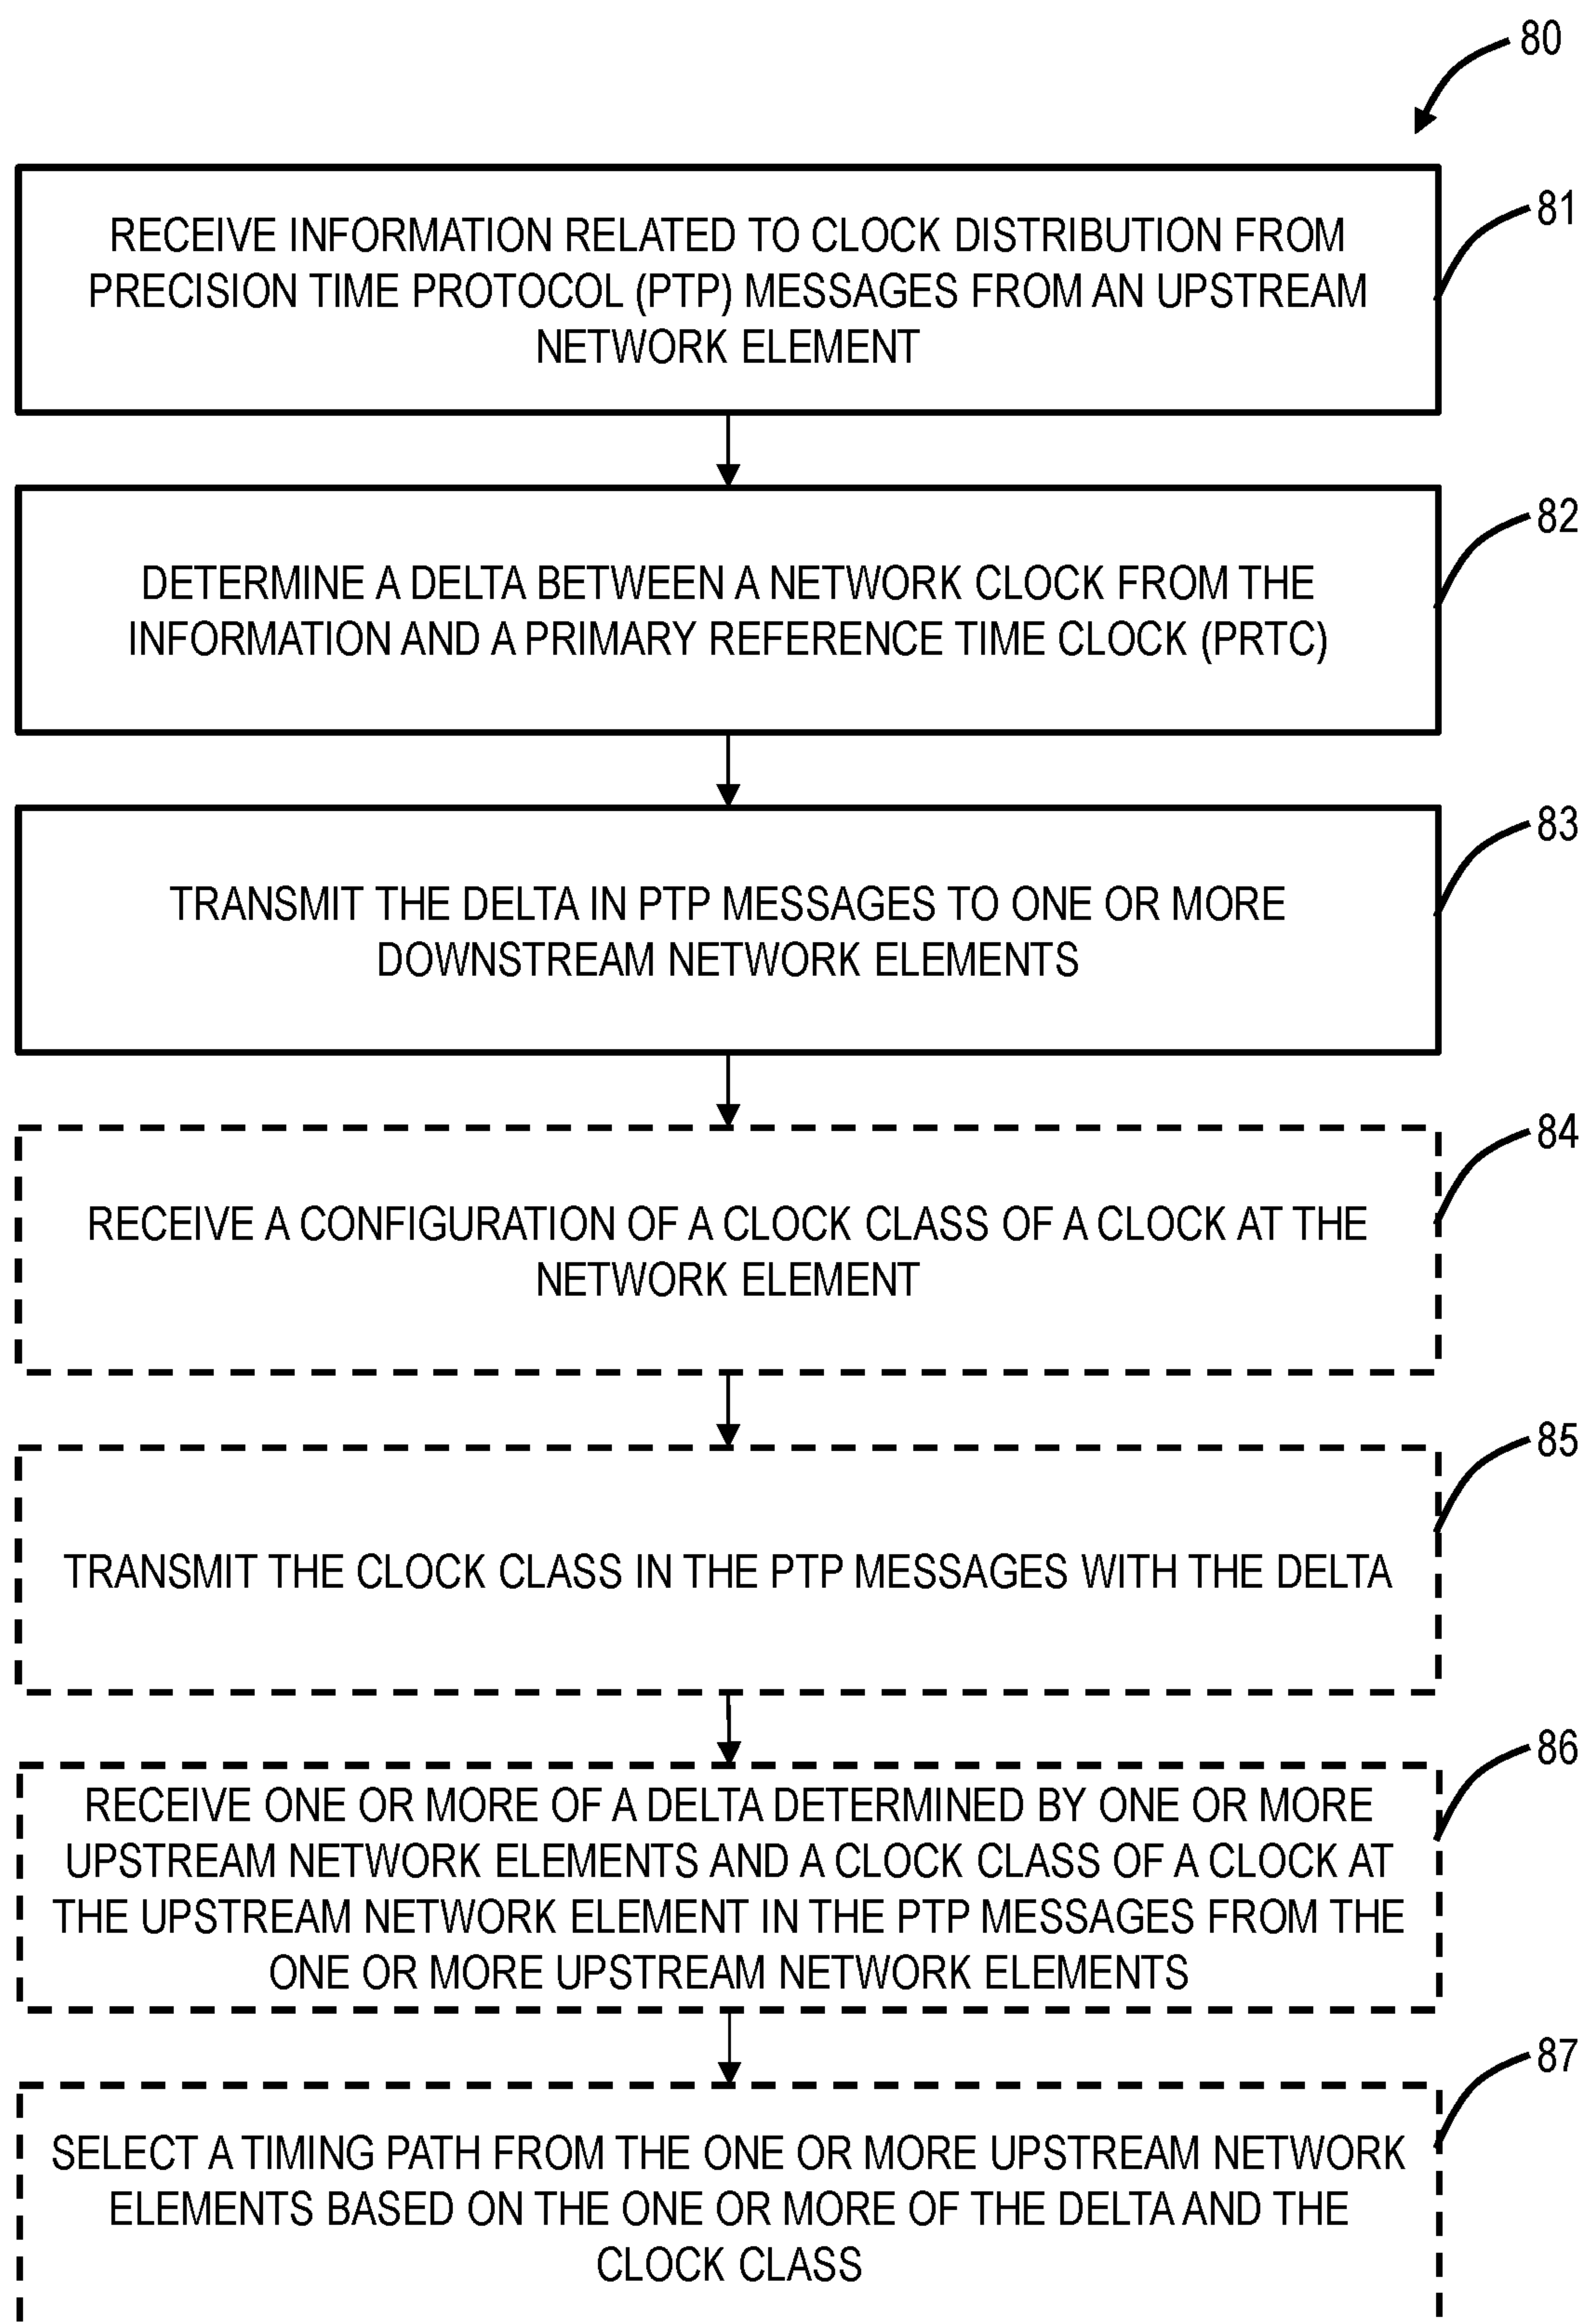 80
RECEIVE INFORMATION RELATED TO CLOCK DISTRIBUTION FROM
PRECISION TIME PROTOCOL (PTP) MESSAGES FROM AN UPSTREAM
NETWORK ELEMENT
81
DETERMINE A DELTA BETWEEN A NETWORK CLOCK FROM THE
INFORMATION AND A PRIMARY REFERENCE TIME CLOCK (PRTC)
82
TRANSMIT THE DELTA IN PTP MESSAGES TO ONE OR MORE
DOWNSTREAM NETWORK ELEMENTS
83
RECEIVE A CONFIGURATION OF A CLOCK CLASS OF A CLOCK AT THE
NETWORK ELEMENT
84
TRANSMIT THE CLOCK CLASS IN THE PTP MESSAGES WITH THE DELTA
85
RECEIVE ONE OR MORE OF A DELTA DETERMINED BY ONE OR MORE
UPSTREAM NETWORK ELEMENTS AND A CLOCK CLASS OF A CLOCK AT
THE UPSTREAM NETWORK ELEMENT IN THE PTP MESSAGES FROM THE
ONE OR MORE UPSTREAM NETWORK ELEMENTS
86
SELECT A TIMING PATH FROM THE ONE OR MORE UPSTREAM NETWORK
ELEMENTS BASED ON THE ONE OR MORE OF THE DELTA AND THE
CLOCK CLASS
87